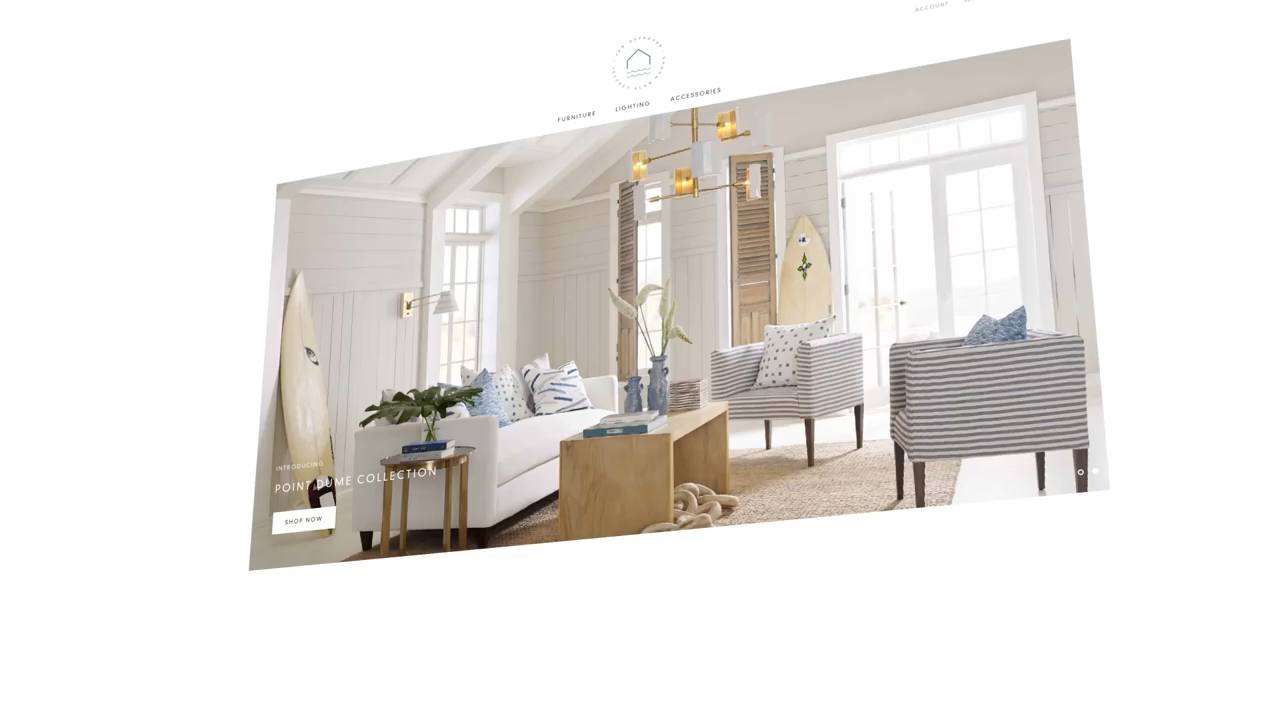 ACCOUNT
FURNITURE LIGHTING ACCESSORIES
INTRODUCING
POINT DUME COLLECTION
SHOP NOW